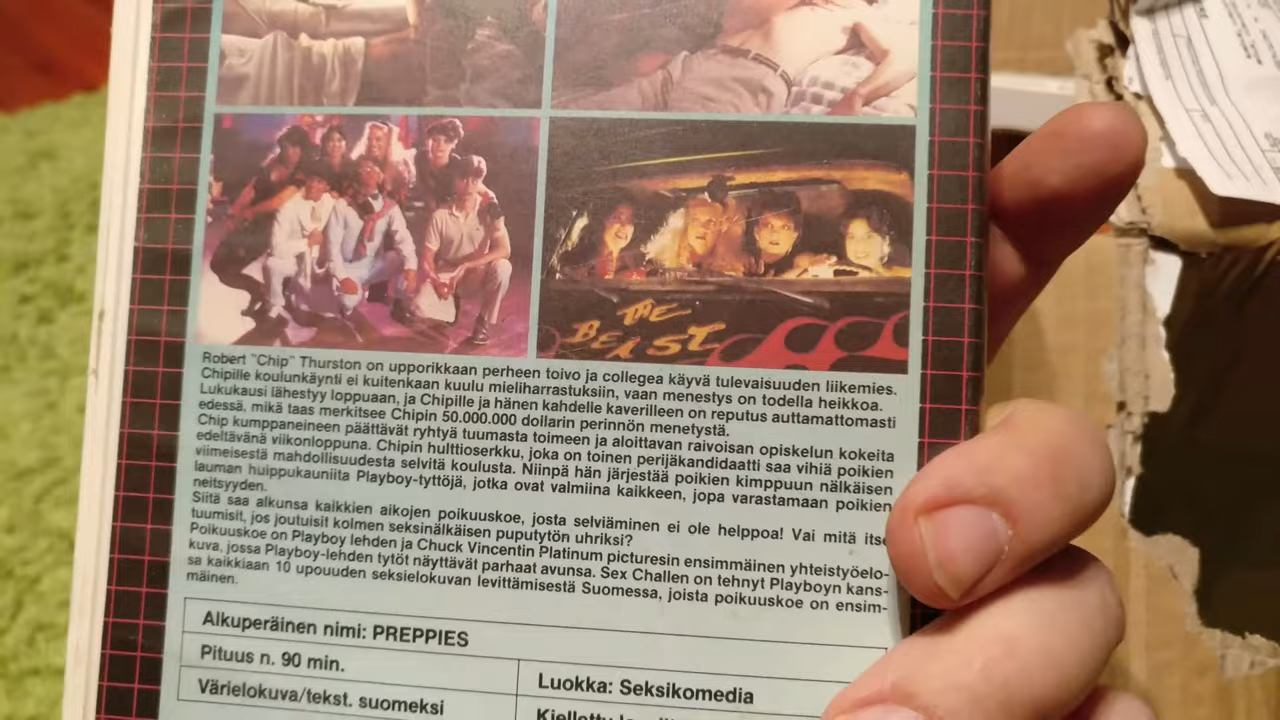 THE
BEAST
Robert "Chip" Thurston on upporikkaan perheen toivo ja collegea käyvä tulevaisuuden liikemies.
Chipille koulunkäynti ei kuitenkaan kuulu mieliharrastuksiin, vaan menestys on todella heikkoa.
Lukukausi lähestyy loppuaan, ja Chipille ja hänen kahdelle kaverilleen on reputus auttamattomasti
edessä, mikä taas merkitsee Chipin 50.000.000 dollarin perinnön menetystä.
Chip kumppaneineen päättävät ryhtyä tuumasta toimeen ja aloittavan raivoisan opiskelun kokeita
edeltävänä viikonloppuna. Chipin hulttioserkku, joka on toinen perijäkandidaatti saa vihiä poikien
viimeisestä mahdollisuudesta selvitä koulusta. Niinpä hän järjestää poikien kimppuun nälkäisen
lauman huippukauniita Playboy-tyttöjä, jotka ovat valmiina kaikkeen, jopa varastamaan poikien
neitsyyden.
Siitä saa alkunsa kaikkien aikojen poikuuskoe, josta selviäminen ei ole helppoa! Vai mitä its
tuumisit, jos joutuisit kolmen seksinälkäisen puputytön uhriksi?
Poikuuskoe on Playboy lehden ja Chuck Vincentin Platinum picturesin ensimmäinen yhteistyöelo-
kuva, jossa Playboy-lehden tytöt näyttävät parhaat avunsa. Sex Challen on tehnyt Playboyn kans-
sa kaikkiaan 10 upouuden seksielokuvan levittämisestä Suomessa, joista poikuuskoe on ensim-
mäinen.
Alkuperäinen nimi: PREPPIES
Pituus n. 90 min.
Luokka: Seksikomedia
Värielokuva/tekst. suomeksi